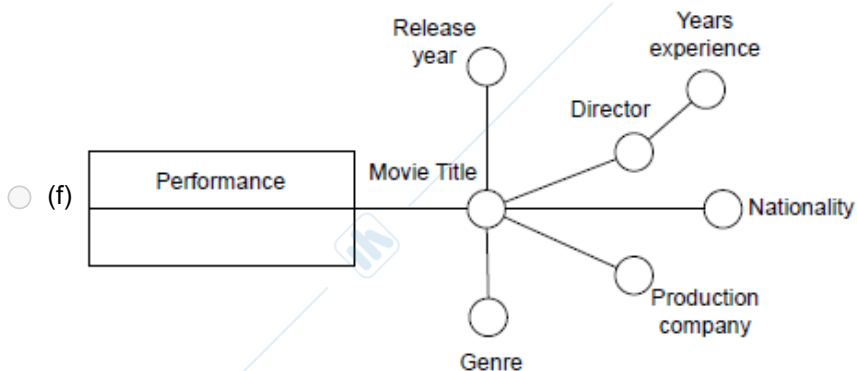 Release
year
Years
experience
Director
(f)
Performance
Movie Title
Nationality
Production
company
Genre